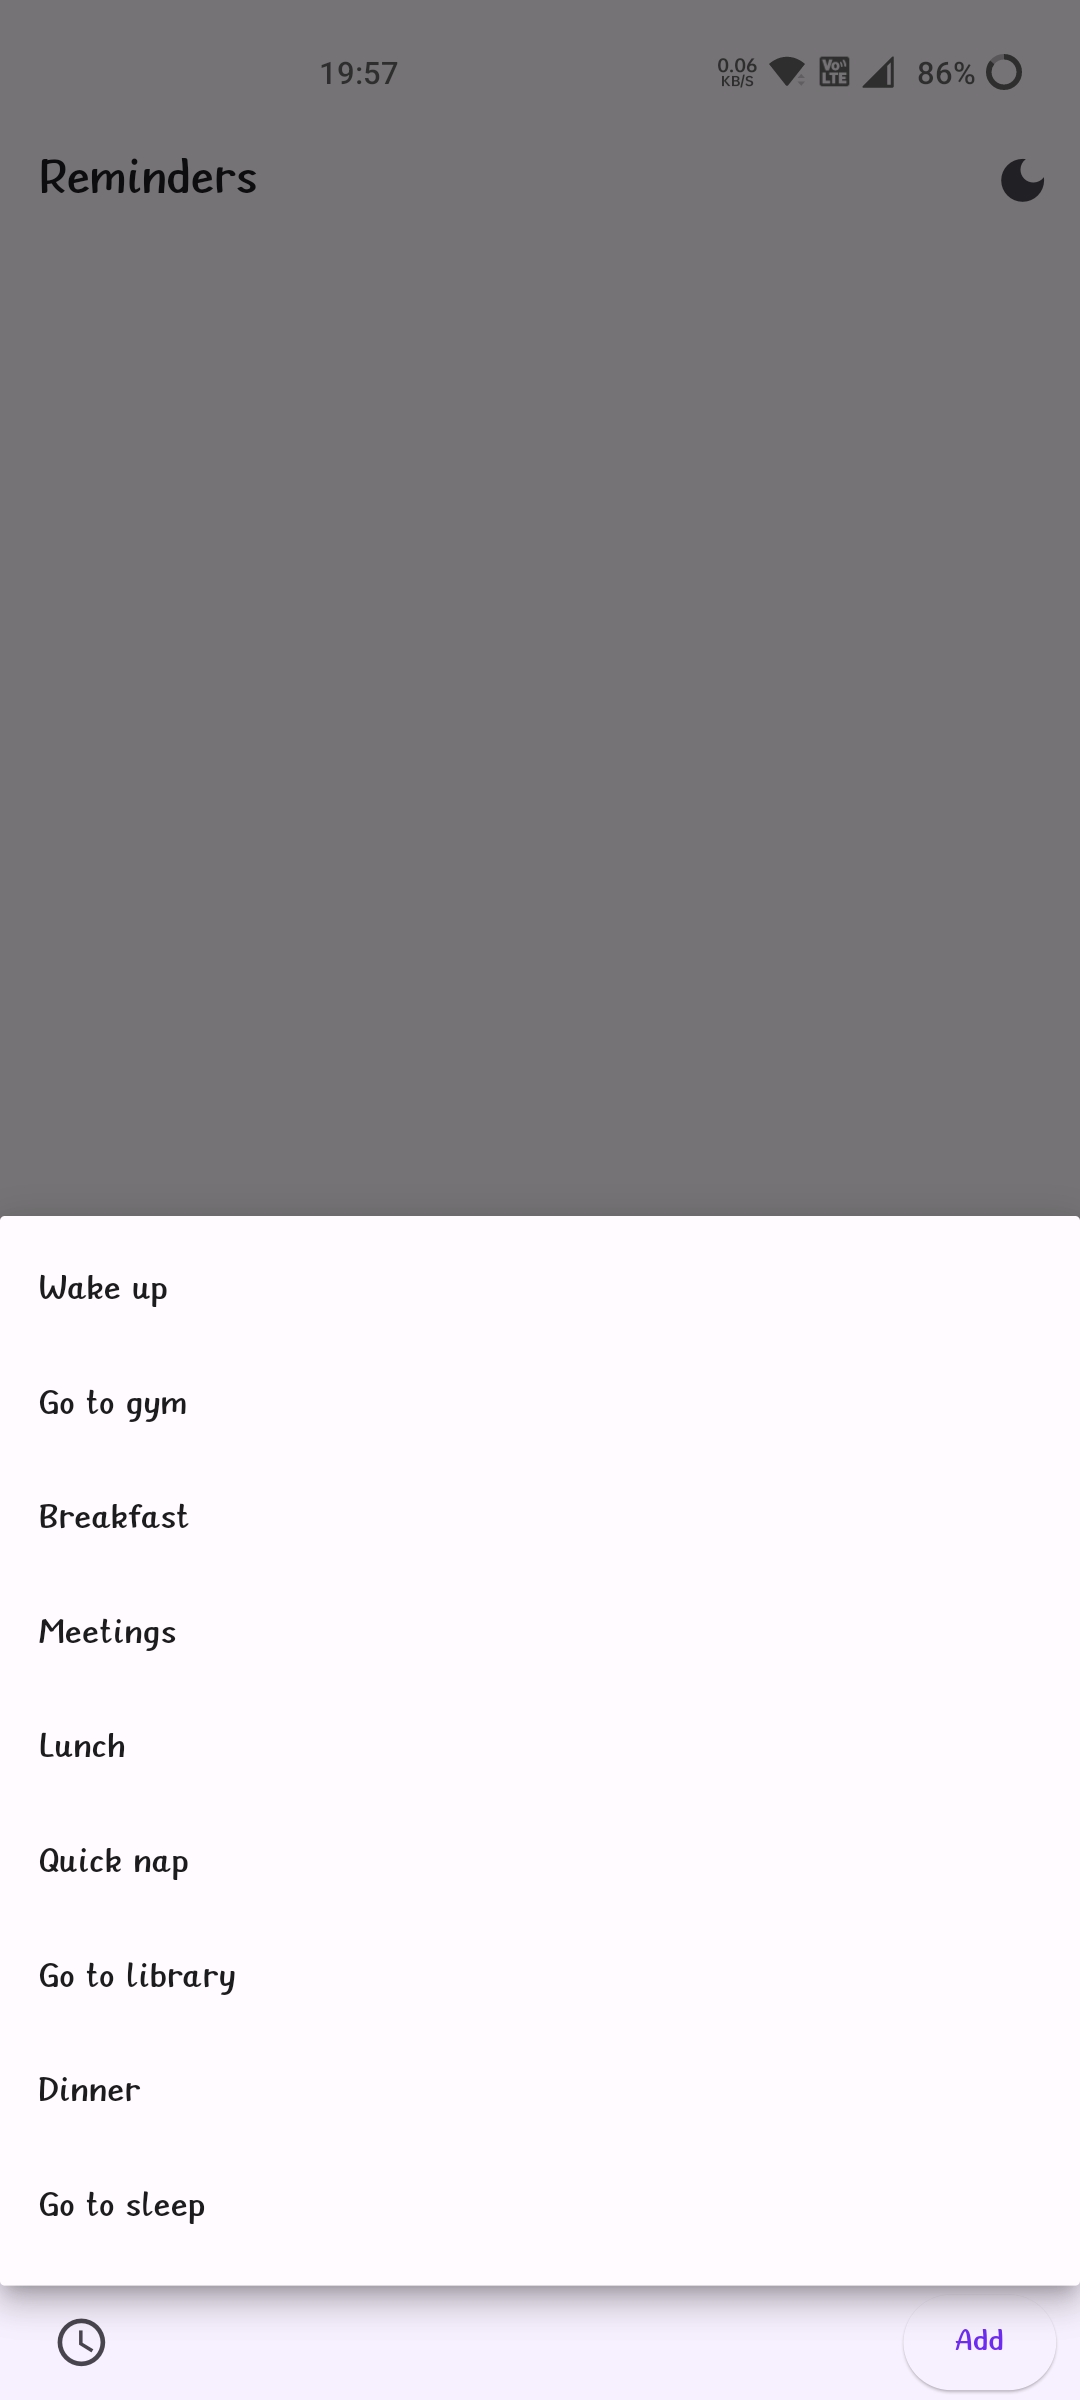 19:57
0.06
KB/S
Vo))
LTE
86%
Reminders
Wake up
Go to gym
Breakfast
Meetings
Lunch
Quick nap
Go to library
Dinner
Go to sleep
Add